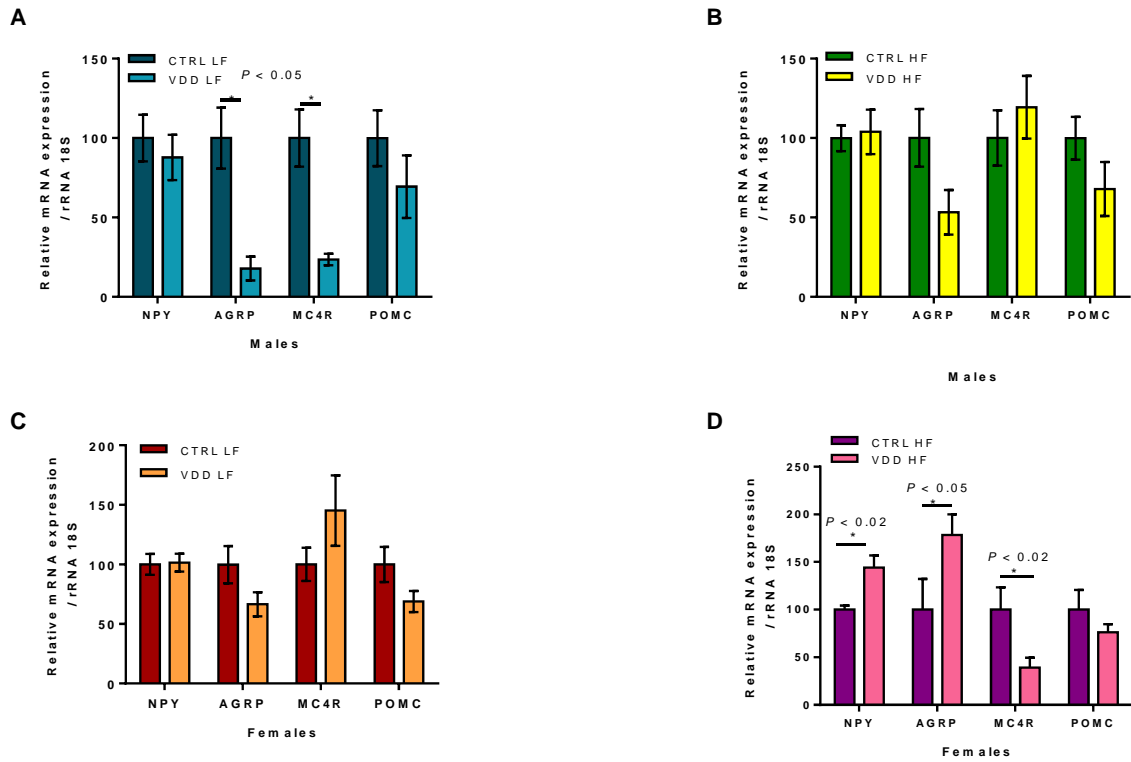 A
CTRL LF
VDD LF
P < 0.05
*
*
Relative mRNA expression
/ rRNA 18S
150
100
50
0
NPY AGRP MC4R POMC
Males
B
CTRL HF
VDD HF
Relative mRNA expression
/ rRNA 18S
150
100
50
0
NPY AGRP MC4R POMC
Males
C
CTRL LF
VDD LF
Relative mRNA expression
/ rRNA 18S
200
150
100
50
0
NPY AGRP MC4R POMC
Females
D
CTRL HF
VDD HF
P < 0.05
*
P < 0.02
*
P < 0.02
*
Relative mRNA expression
/ rRNA 18S
250
200
150
100
50
0
NPY AGRP MC4R POMC
Females